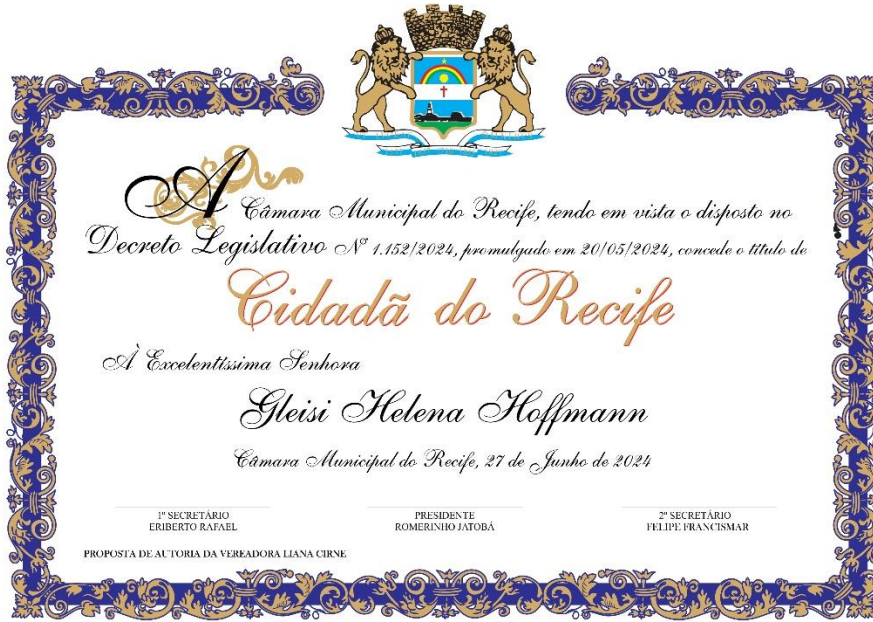 A Câmara Municipal do Recife, tendo em vista o disposto no
Decreto Legislativo Nº 1.152/2024, promulgado em 20/05/2024, concede o título de
Cidadã do Recife
À Excelentíssima Senhora
Gleisi Helena Hoffmann
Câmara Municipal do Recife, 27 de Junho de 2024
1º SECRETÁRIO
ERIBERTO RAFAEL
PRESIDENTE
ROMERINHO JATOBÁ
2º SECRETÁRIO
FELIPE FRANCISMAR
PROPOSTA DE AUTORIA DA VEREADORA LIANA CIRNE